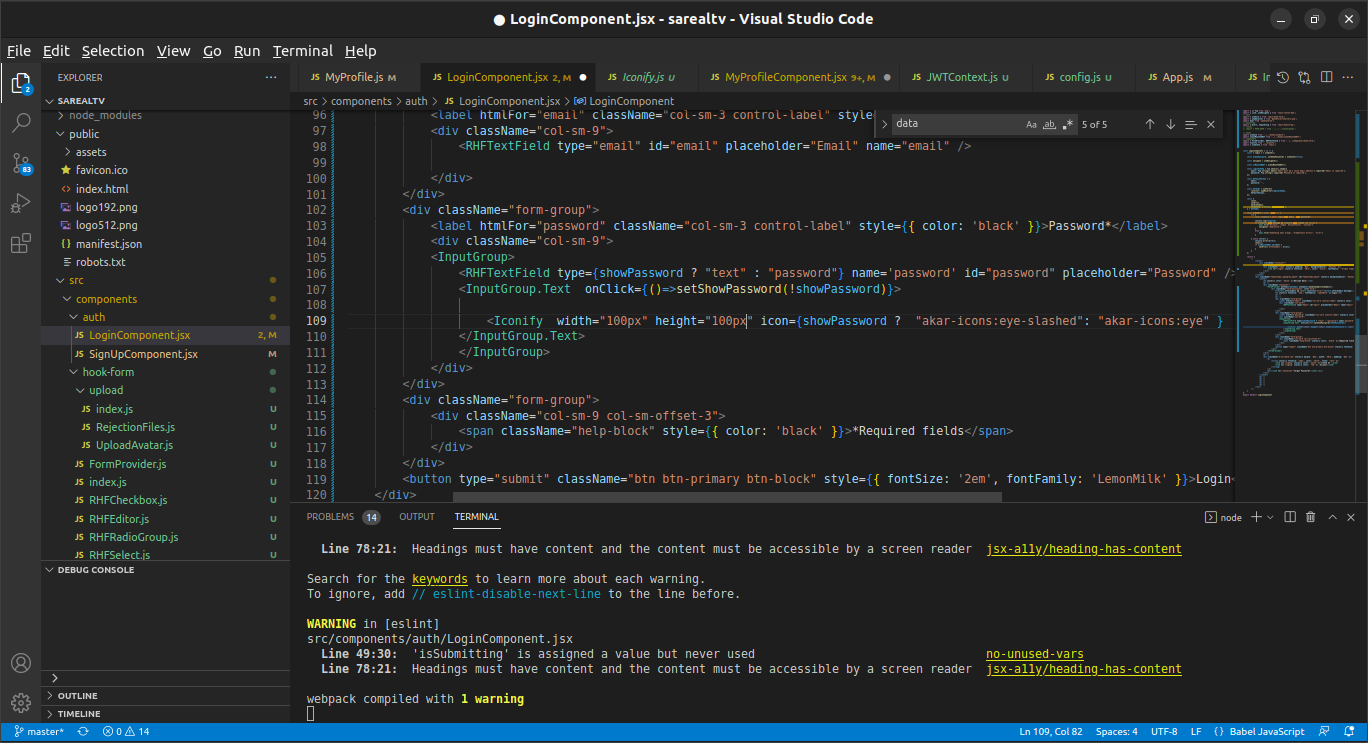 ● LoginComponent.jsx - sarealtv - Visual Studio Code
File Edit Selection View Go Run Terminal Help
EXPLORER ···
JS MyProfile.js M JS LoginComponent.jsx 2, M ● JS Iconify.js U JS MyProfileComponent.jsx 9+, M ● JS JWTContext.js U JS config.js U JS App.js M JS
src > components > auth > JS LoginComponent.jsx > LoginComponent
SAREALTV
node_modules
public
assets
favicon.ico
index.html
logo192.png
logo512.png
manifest.json
robots.txt
src
components
auth
JS LoginComponent.jsx 2, M
JS SignUpComponent.jsx M
hook-form
upload
JS index.js U
JS RejectionFiles.js U
JS UploadAvatar.js U
JS FormProvider.js U
JS index.js U
JS RHFCheckbox.js U
JS RHFEditor.js U
JS RHFRadioGroup.js U
JS RHFSelect.js U
DEBUG CONSOLE
OUTLINE
TIMELINE
2
83
data Aa ab .* 5 of 5
96 <label htmlFor="email" className="col-sm-3 control-label" style
97 <div className="col-sm-9">
98 <RHFTextField type="email" id="email" placeholder="Email" name="email" />
99
100 </div>
101 </div>
102 <div className="form-group">
103 <label htmlFor="password" className="col-sm-3 control-label" style={{ color: 'black' }}>Password*</label>
104 <div className="col-sm-9">
105 <InputGroup>
106 <RHFTextField type={showPassword ? "text" : "password"} name='password' id="password" placeholder="Password" />
107 <InputGroup.Text onClick={()=>setShowPassword(!showPassword)}>
108
109 <Iconify width="100px" height="100px" icon={showPassword ? "akar-icons:eye-slashed": "akar-icons:eye" }
110 </InputGroup.Text>
111 </InputGroup>
112 </div>
113 </div>
114 <div className="form-group">
115 <div className="col-sm-9 col-sm-offset-3">
116 <span className="help-block" style={{ color: 'black' }}>*Required fields</span>
117 </div>
118 </div>
119 <button type="submit" className="btn btn-primary btn-block" style={{ fontSize: '2em', fontFamily: 'LemonMilk' }}>Login<
120 </div>
PROBLEMS 14 OUTPUT TERMINAL node
Line 78:21: Headings must have content and the content must be accessible by a screen reader jsx-a11y/heading-has-content
Search for the keywords to learn more about each warning.
To ignore, add // eslint-disable-next-line to the line before.
WARNING in [eslint]
src/components/auth/LoginComponent.jsx
Line 49:30: 'isSubmitting' is assigned a value but never used no-unused-vars
Line 78:21: Headings must have content and the content must be accessible by a screen reader jsx-a11y/heading-has-content
webpack compiled with 1 warning
master* 0 14 Ln 109, Col 82 Spaces: 4 UTF-8 LF {} Babel JavaScript